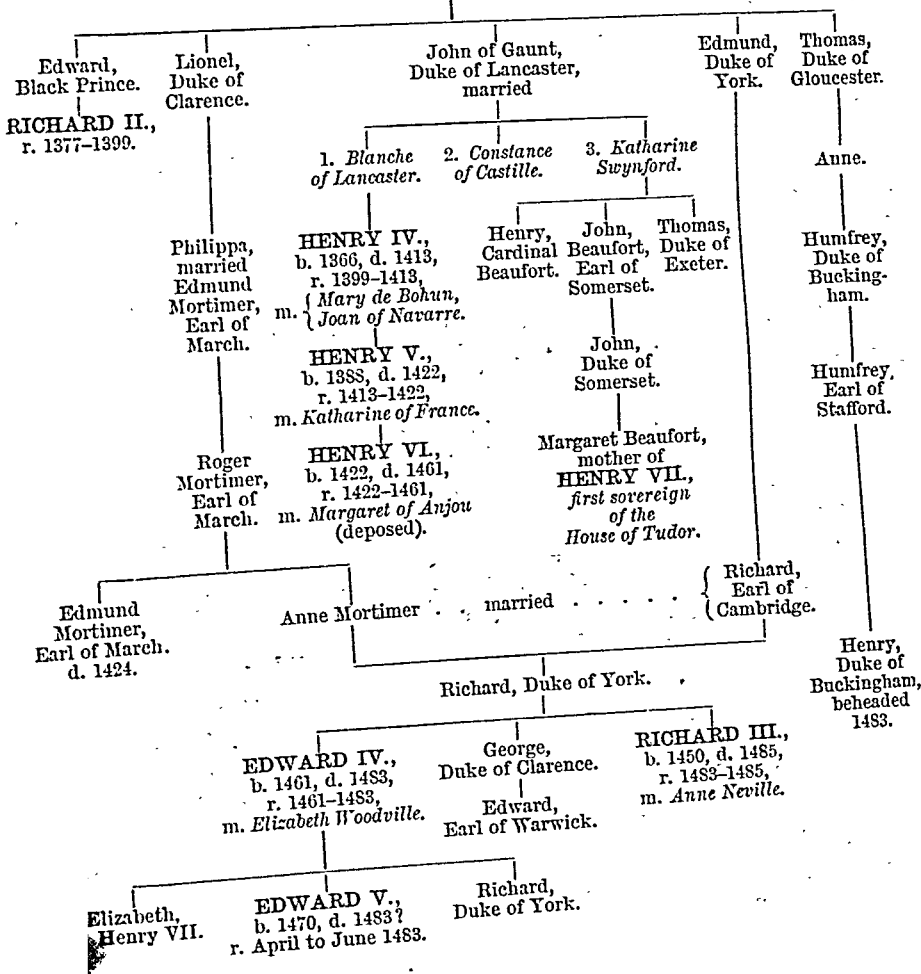 Edward,
Black Prince.
RICHARD II.,
r. 1377–1399.
Lionel,
Duke of
Clarence.
John of Gaunt,
Duke of Lancaster,
married
Edmund,
Duke of
York.
Thomas,
Duke of
Gloucester.
1. Blanche
of Lancaster.
2. Constance
of Castille.
3. Katharine
Swynford.
Anne.
Philippa,
married
Edmund
Mortimer,
Earl of
March.
HENRY IV.,
b. 1366, d. 1413,
r. 1399–1413,
m. { Mary de Bohun,
Joan of Navarre.
Henry,
Cardinal
Beaufort.
John,
Beaufort,
Earl of
Somerset.
Thomas,
Duke of
Exeter.
Humfrey,
Duke of
Bucking-
ham.
HENRY V.,
b. 1388, d. 1422,
r. 1413–1422,
m. Katharine of France.
John,
Duke of
Somerset.
Humfrey,
Earl of
Stafford.
Roger
Mortimer,
Earl of
March.
HENRY VI.,
b. 1422, d. 1461,
r. 1422–1461,
m. Margaret of Anjou
(deposed).
Margaret Beaufort,
mother of
HENRY VII.,
first sovereign
of the
House of Tudor.
Edmund
Mortimer,
Earl of March.
d. 1424.
Anne Mortimer . . married . . . . . . {
Richard,
Earl of
Cambridge.
Henry,
Duke of
Buckingham,
beheaded
1483.
Richard, Duke of York.
EDWARD IV.,
b. 1461, d. 1483,
r. 1461–1483,
m. Elizabeth Woodville.
George,
Duke of Clarence.
Edward,
Earl of Warwick.
RICHARD III.,
b. 1450, d. 1485,
r. 1483–1485,
m. Anne Neville.
Elizabeth,
Henry VII.
EDWARD V.,
b. 1470, d. 1483?
r. April to June 1483.
Richard,
Duke of York.